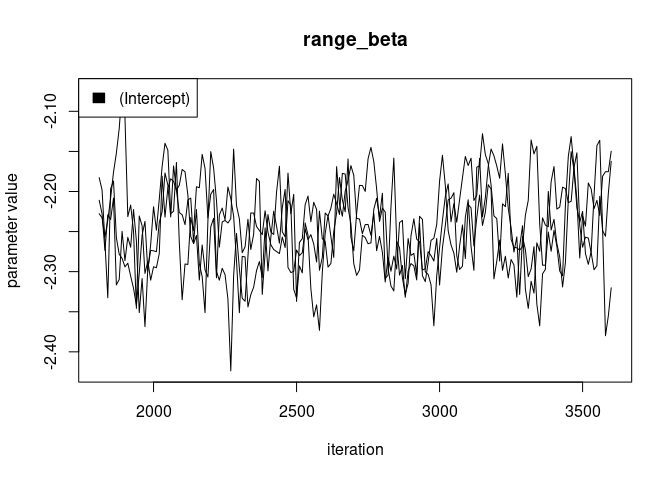 range_beta
(Intercept)
parameter value
-2.10
-2.20
-2.30
-2.40
2000 2500 3000 3500
iteration